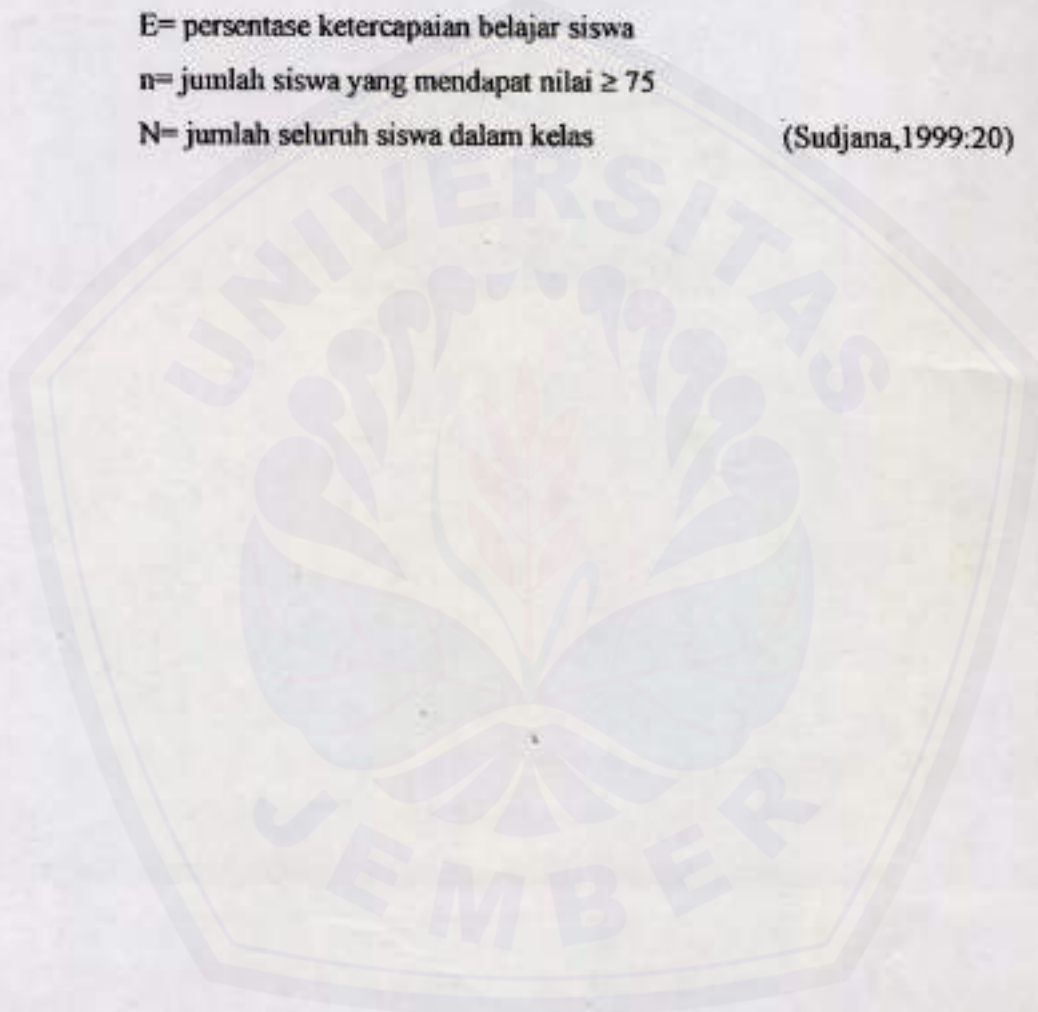 E= persentase ketercapaian belajar siswa
n= jumlah siswa yang mendapat nilai ≥ 75
N= jumlah seluruh siswa dalam kelas (Sudjana,1999:20)
UNIVERSITAS
JEMBER